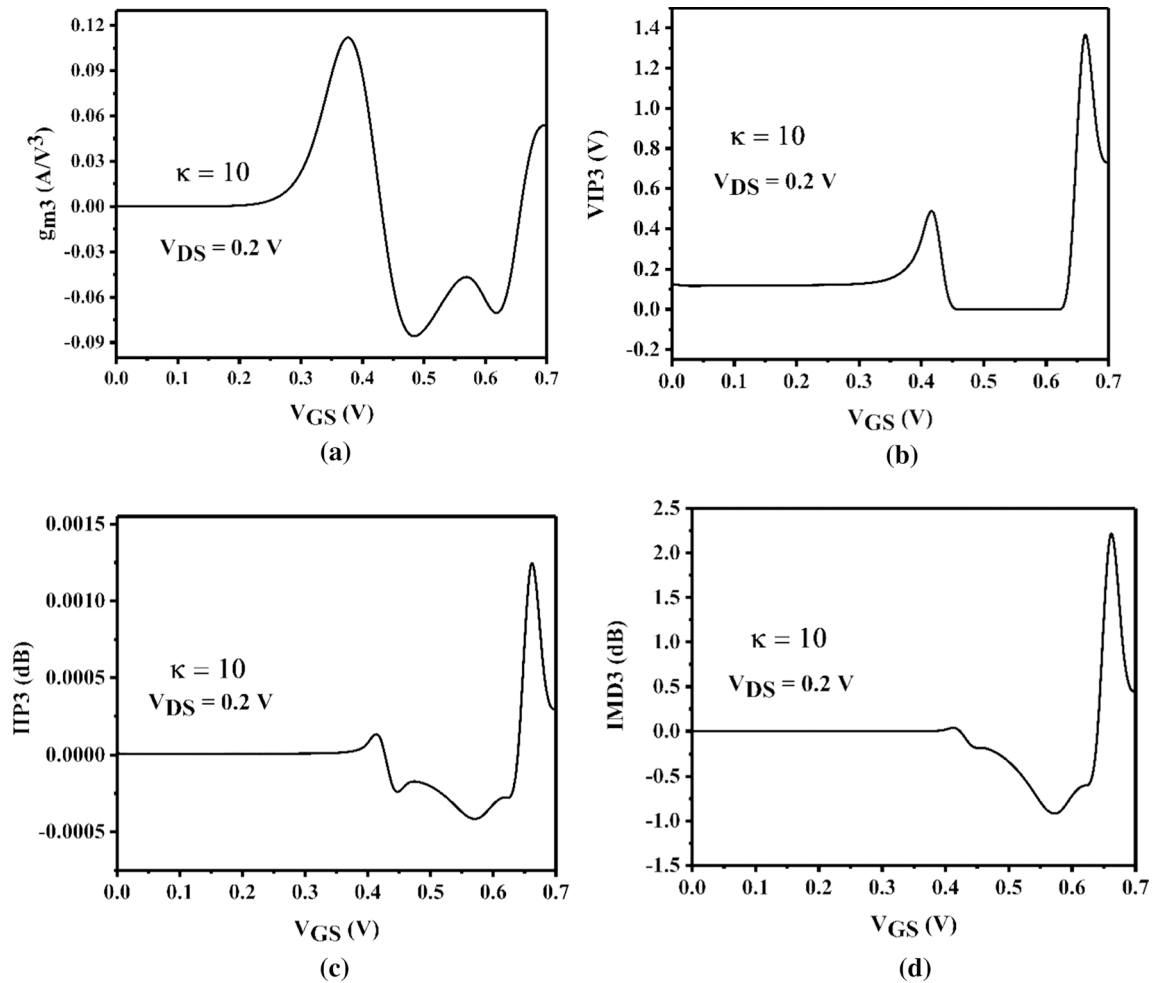 0.12
0.09
0.06
0.03
0.00
-0.03
-0.06
-0.09
gm3 (A/V3)
κ = 10
VDS = 0.2 V
0.0 0.1 0.2 0.3 0.4 0.5 0.6 0.7
VGS (V)
(a)
1.4
1.2
1.0
0.8
0.6
0.4
0.2
0.0
-0.2
VIP3 (V)
κ = 10
VDS = 0.2 V
0.0 0.1 0.2 0.3 0.4 0.5 0.6 0.7
VGS (V)
(b)
0.0015
0.0010
0.0005
0.0000
-0.0005
IIP3 (dB)
κ = 10
VDS = 0.2 V
0.0 0.1 0.2 0.3 0.4 0.5 0.6 0.7
VGS (V)
(c)
2.5
2.0
1.5
1.0
0.5
0.0
-0.5
-1.0
-1.5
IMD3 (dB)
κ = 10
VDS = 0.2 V
0.0 0.1 0.2 0.3 0.4 0.5 0.6 0.7
VGS (V)
(d)